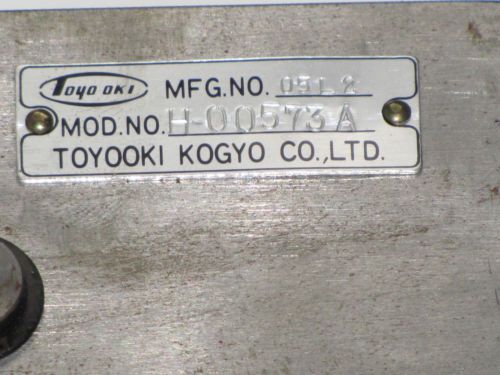 TOYO OKI MFG.NO. 05L2
MOD.NO. H-00573A
TOYOOKI KOGYO CO.,LTD.